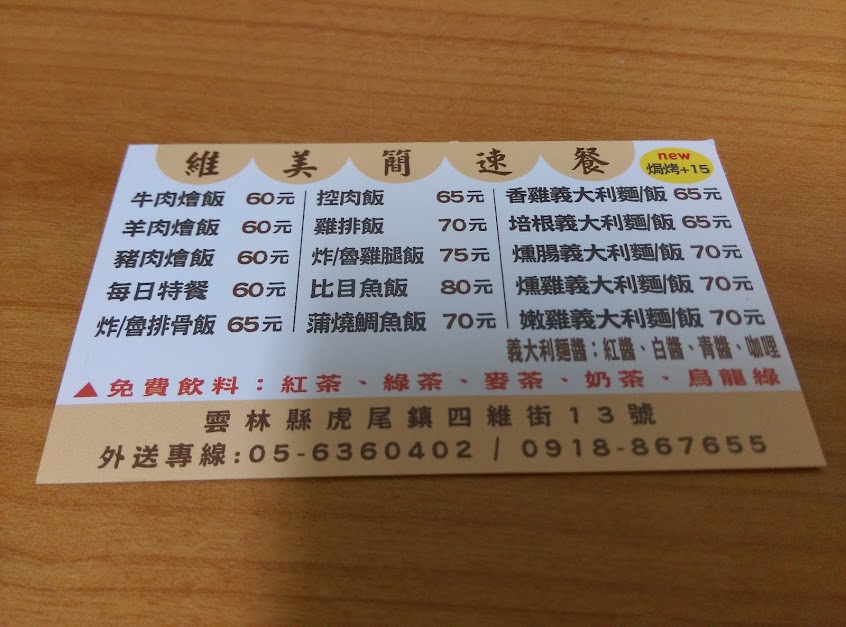 維美簡速餐
new
焗烤+15
牛肉燴飯 60元
羊肉燴飯 60元
豬肉燴飯 60元
每日特餐 60元
炸/魯排骨飯 65元
控肉飯 65元
雞排飯 70元
炸/魯雞腿飯 75元
比目魚飯 80元
蒲燒鯛魚飯 70元
香雞義大利麵/飯 65元
培根義大利麵/飯 65元
燻腸義大利麵/飯 70元
燻雞義大利麵/飯 70元
嫩雞義大利麵/飯 70元
義大利麵醬：紅醬、白醬、青醬、咖哩
▲免費飲料：紅茶、綠茶、麥茶、奶茶、烏龍綠
雲林縣虎尾鎮四維街13號
外送專線:05-6360402 / 0918-867655